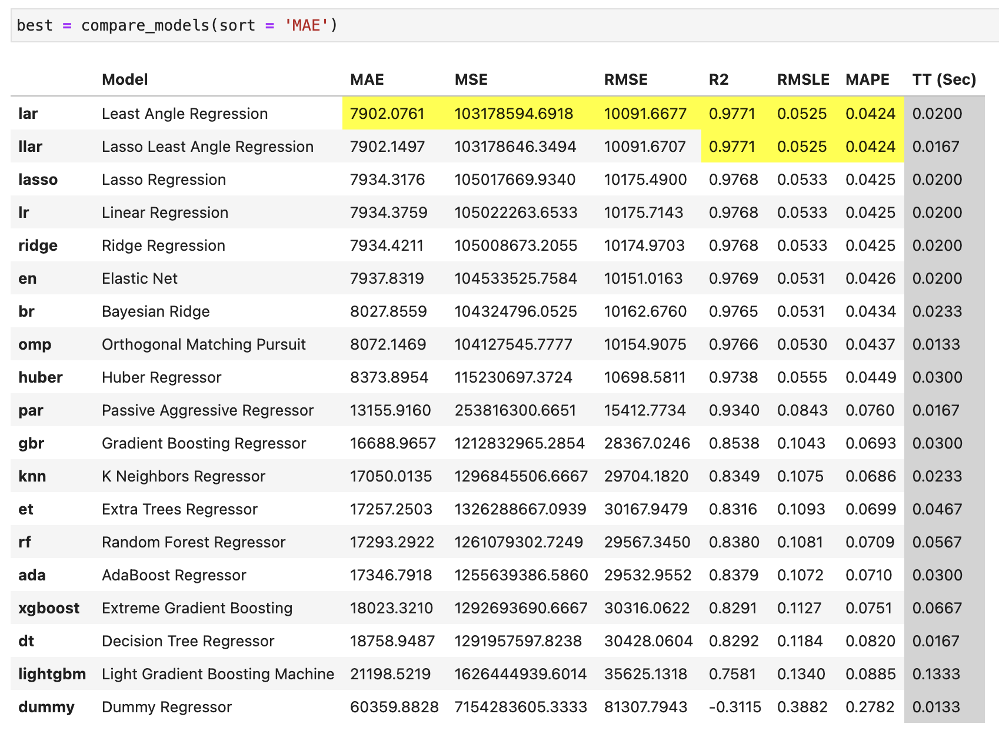 best = compare_models(sort = 'MAE')
Model MAE MSE RMSE R2 RMSLE MAPE TT (Sec)
lar Least Angle Regression 7902.0761 103178594.6918 10091.6677 0.9771 0.0525 0.0424 0.0200
llar Lasso Least Angle Regression 7902.1497 103178646.3494 10091.6707 0.9771 0.0525 0.0424 0.0167
lasso Lasso Regression 7934.3176 105017669.9340 10175.4900 0.9768 0.0533 0.0425 0.0200
lr Linear Regression 7934.3759 105022263.6533 10175.7143 0.9768 0.0533 0.0425 0.0200
ridge Ridge Regression 7934.4211 105008673.2055 10174.9703 0.9768 0.0533 0.0425 0.0200
en Elastic Net 7937.8319 104533525.7584 10151.0163 0.9769 0.0531 0.0426 0.0200
br Bayesian Ridge 8027.8559 104324796.0525 10162.6760 0.9765 0.0531 0.0434 0.0233
omp Orthogonal Matching Pursuit 8072.1469 104127545.7777 10154.9075 0.9766 0.0530 0.0437 0.0133
huber Huber Regressor 8373.8954 115230697.3724 10698.5811 0.9738 0.0555 0.0449 0.0300
par Passive Aggressive Regressor 13155.9160 253816300.6651 15412.7734 0.9340 0.0843 0.0760 0.0167
gbr Gradient Boosting Regressor 16688.9657 1212832965.2854 28367.0246 0.8538 0.1043 0.0693 0.0300
knn K Neighbors Regressor 17050.0135 1296845506.6667 29704.1820 0.8349 0.1075 0.0686 0.0233
et Extra Trees Regressor 17257.2503 1326288667.0939 30167.9479 0.8316 0.1093 0.0699 0.0467
rf Random Forest Regressor 17293.2922 1261079302.7249 29567.3450 0.8380 0.1081 0.0709 0.0567
ada AdaBoost Regressor 17346.7918 1255639386.5860 29532.9552 0.8379 0.1072 0.0710 0.0300
xgboost Extreme Gradient Boosting 18023.3210 1292693690.6667 30316.0622 0.8291 0.1127 0.0751 0.0667
dt Decision Tree Regressor 18758.9487 1291957597.8238 30428.0604 0.8292 0.1184 0.0820 0.0167
lightgbm Light Gradient Boosting Machine 21198.5219 1626444939.6014 35625.1318 0.7581 0.1340 0.0885 0.1333
dummy Dummy Regressor 60359.8828 7154283605.3333 81307.7943 -0.3115 0.3882 0.2782 0.0133